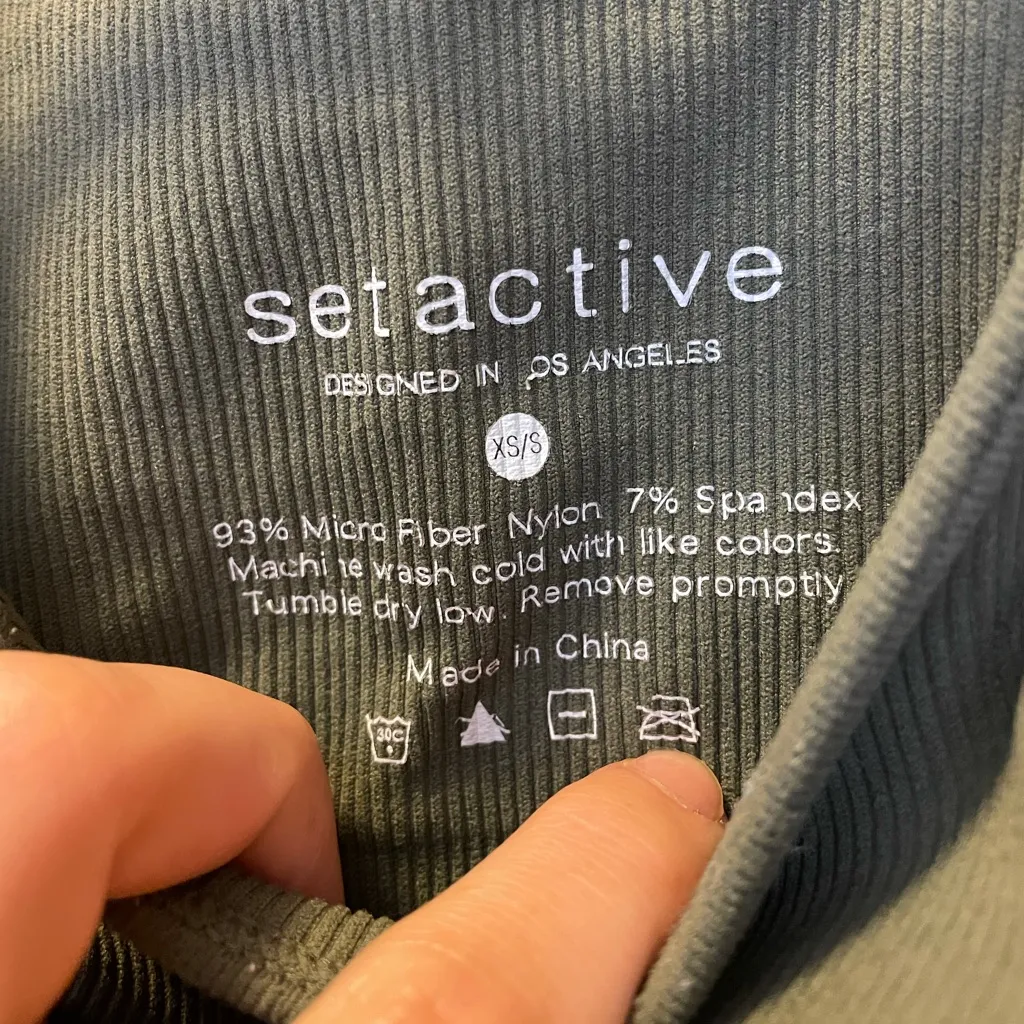 setactive
DESIGNED IN LOS ANGELES
XS/S
93% Micro Fiber Nylon 7% Spandex
Machine wash cold with like colors.
Tumble dry low. Remove promptly
Made in China
30C